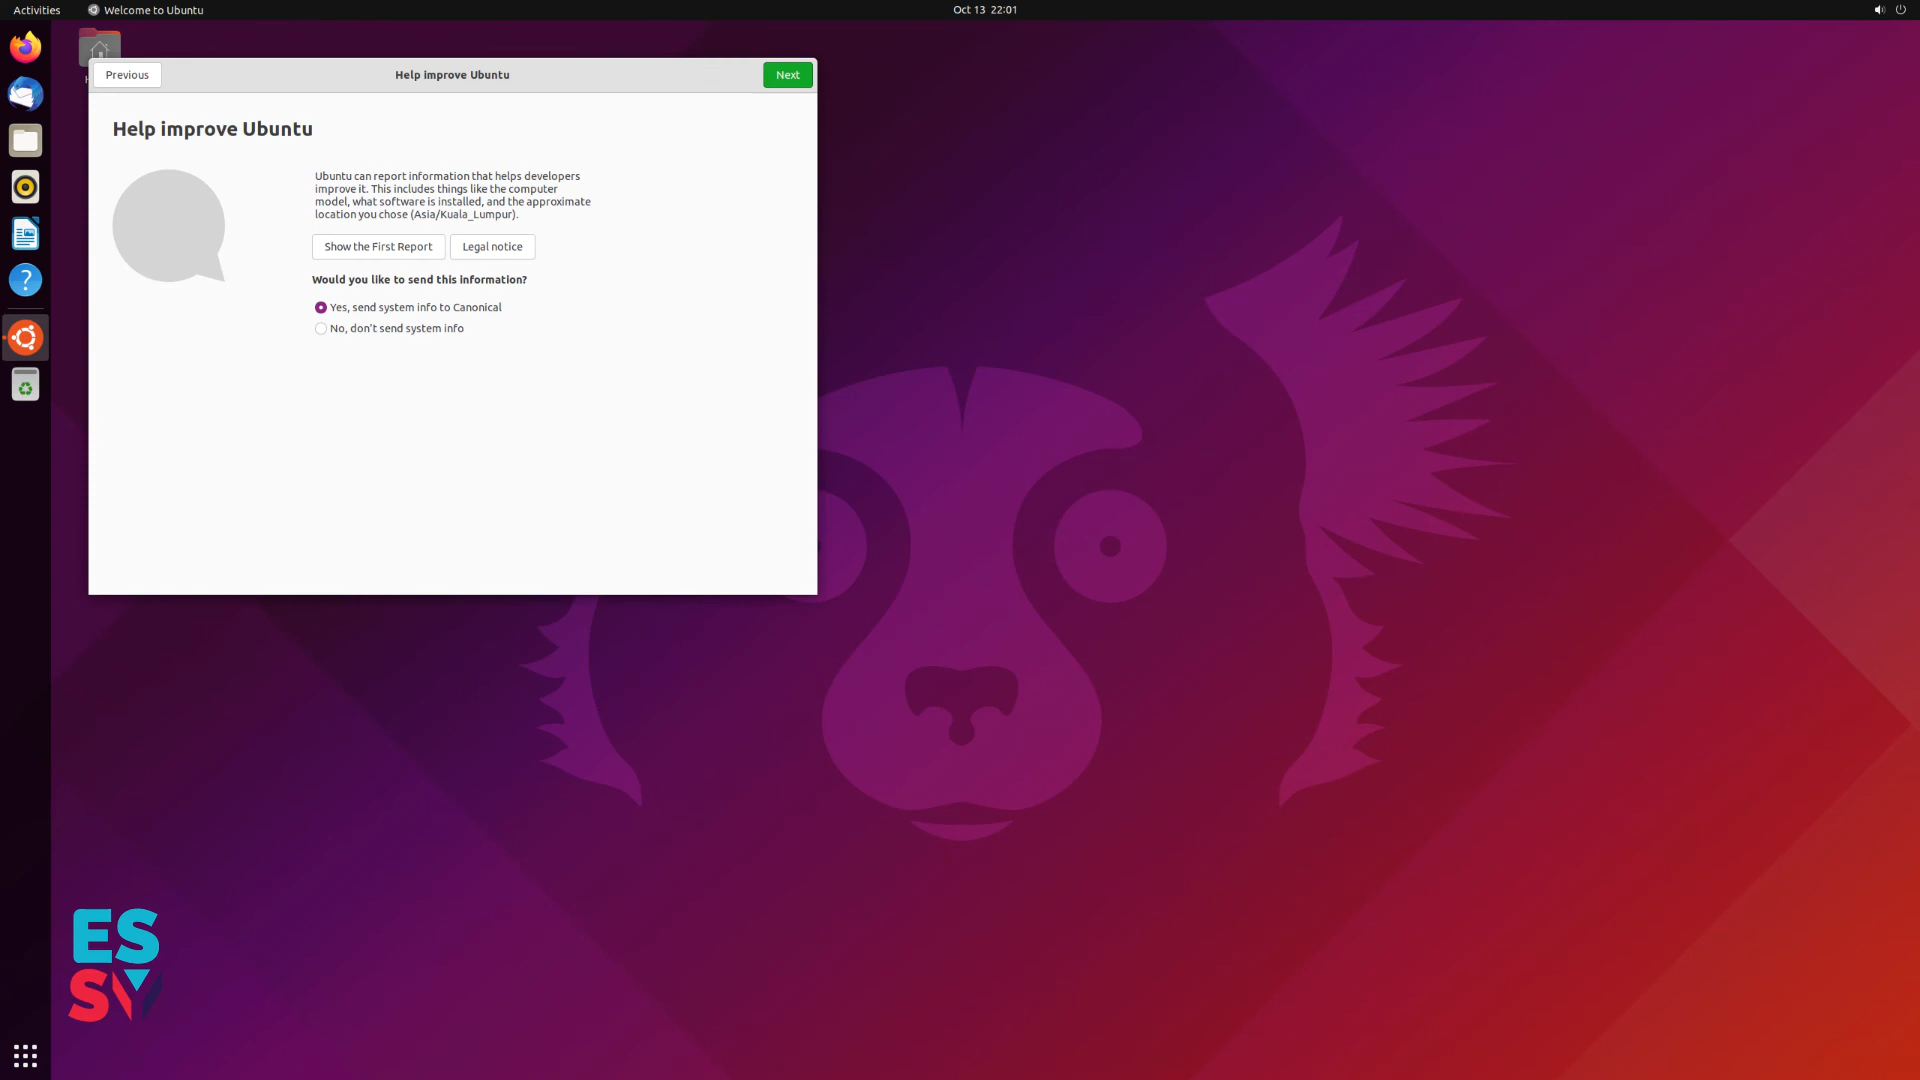 Activities
Welcome to Ubuntu
Oct 13 22:01
Previous
Help improve Ubuntu
Next
Help improve Ubuntu
Ubuntu can report information that helps developers
improve it. This includes things like the computer
model, what software is installed, and the approximate
location you chose (Asia/Kuala_Lumpur).
Show the First Report
Legal notice
Would you like to send this information?
Yes, send system info to Canonical
No, don't send system info
?
ES
SY